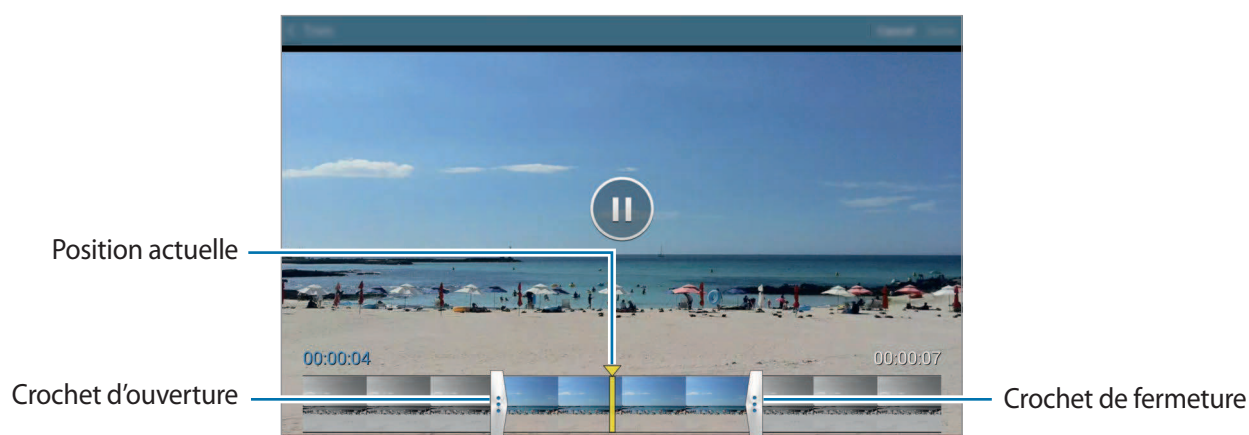 Position actuelle
00:00:04
00:00:07
Crochet d’ouverture
Crochet de fermeture